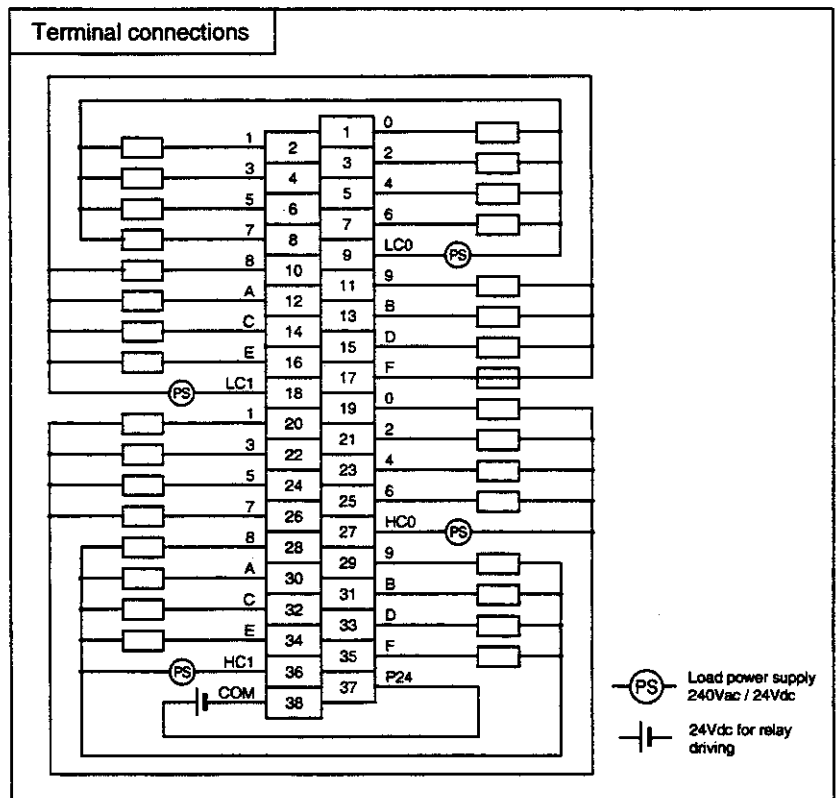 Terminal connections
1 0
1 2
3 2
3 4
5 4
5 6
7 6
7 8
9 LC0 PS
8 10
11 9
A 12
13 B
C 14
15 D
E 16
17 F
PS LC1 18
19 0
1 20
21 2
3 22
23 4
5 24
25 6
7 26
27 HC0 PS
8 28
29 9
A 30
31 B
C 32
33 D
E 34
35 F
PS HC1 36
37 P24
COM 38
PS Load power supply
240Vac / 24Vdc
24Vdc for relay
driving